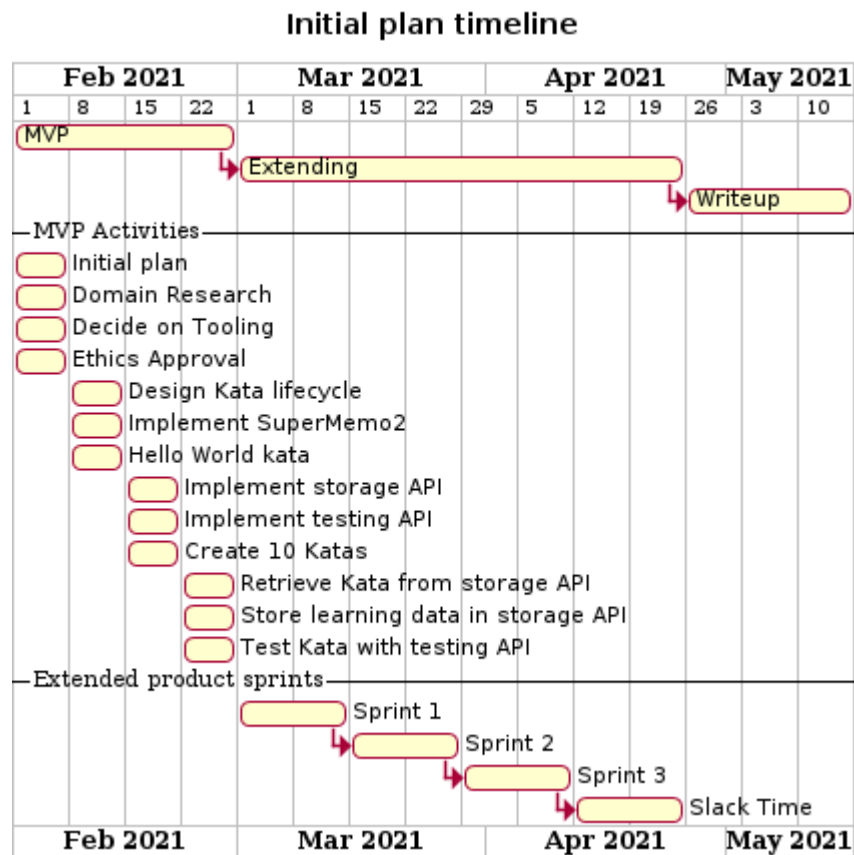 Initial plan timeline
Feb 2021 Mar 2021 Apr 2021 May 2021
1 8 15 22 1 8 15 22 29 5 12 19 26 3 10
MVP
Extending
Writeup
MVP Activities
Initial plan
Domain Research
Decide on Tooling
Ethics Approval
Design Kata lifecycle
Implement SuperMemo2
Hello World kata
Implement storage API
Implement testing API
Create 10 Katas
Retrieve Kata from storage API
Store learning data in storage API
Test Kata with testing API
Extended product sprints
Sprint 1
Sprint 2
Sprint 3
Slack Time
Feb 2021 Mar 2021 Apr 2021 May 2021